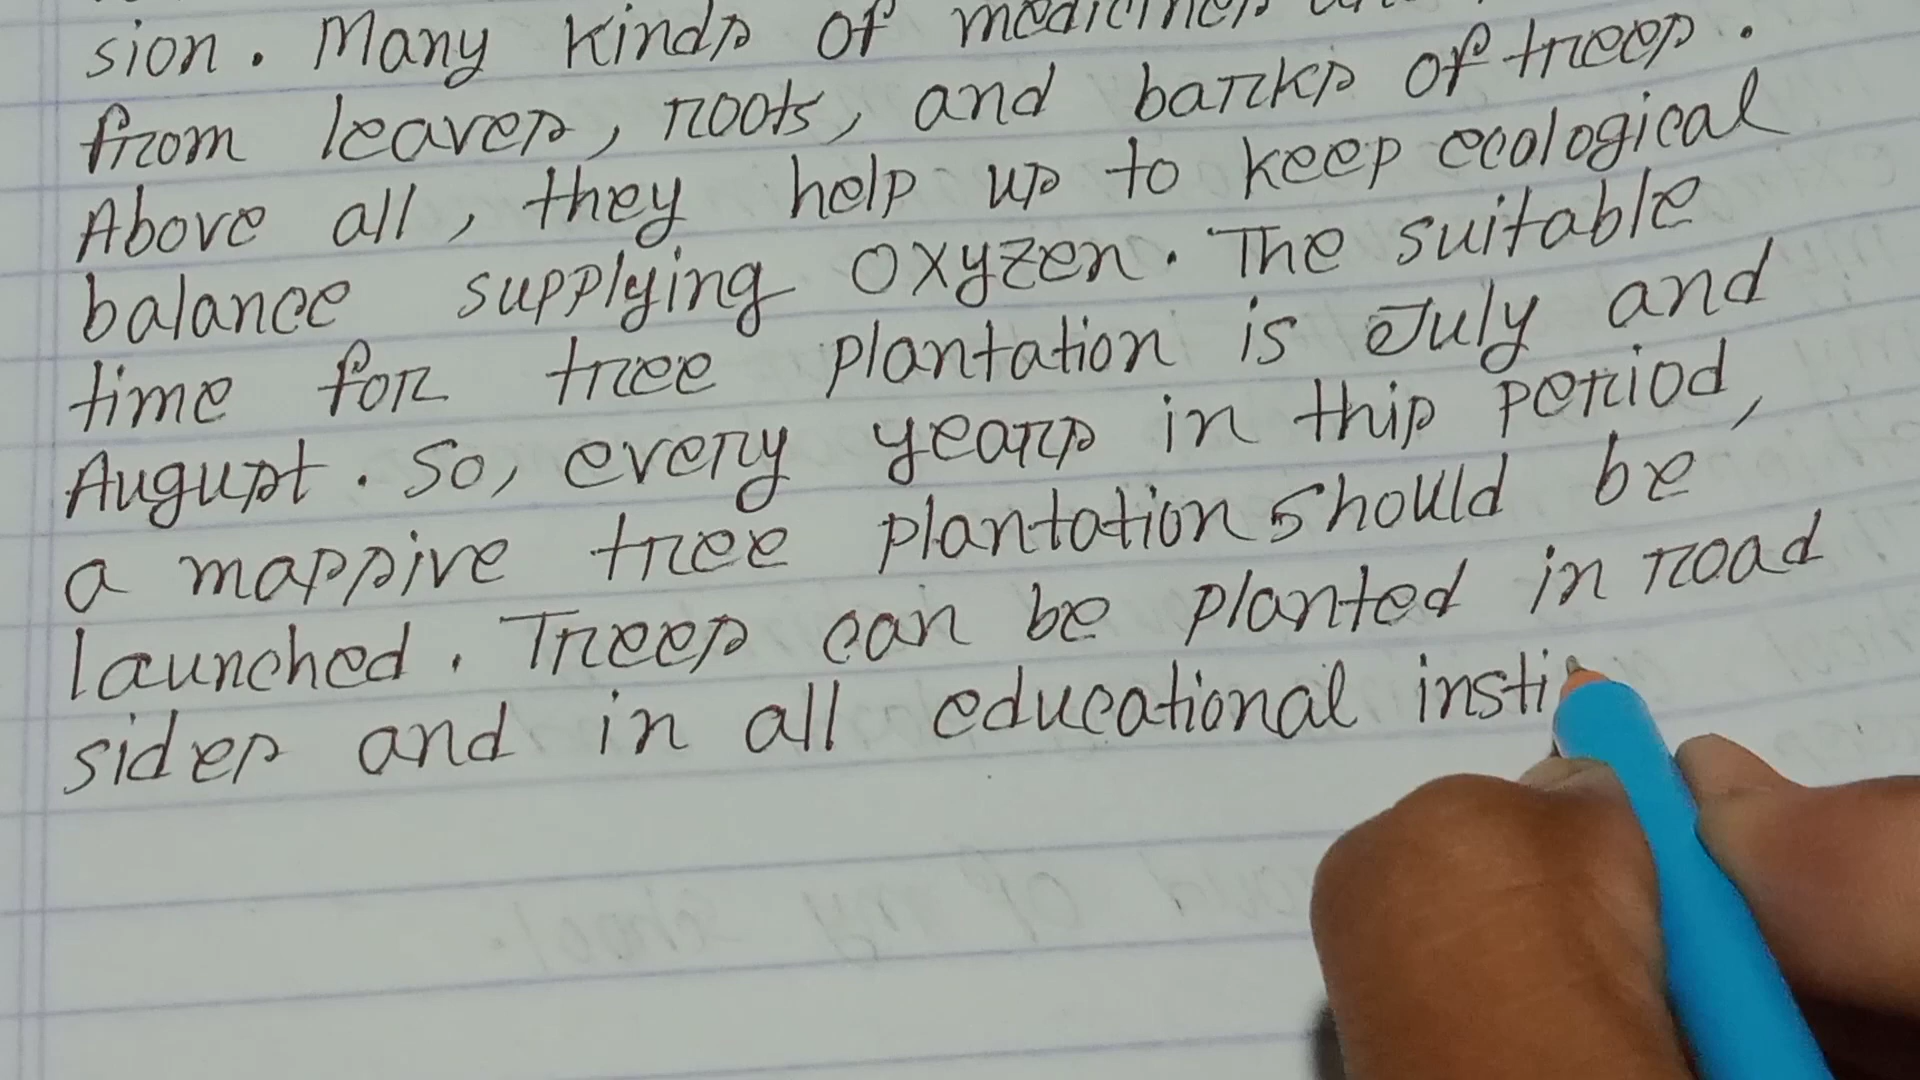 sion. Many kinds of medicines
from leaves, roots, and barks of trees.
Above all, they help us to keep ecological
balance supplying oxyzen. The suitable
time for tree plantation is July and
August. So, every years in this period,
a massive tree plantation should be
launched. Trees can be planted in road
sides and in all educational insti